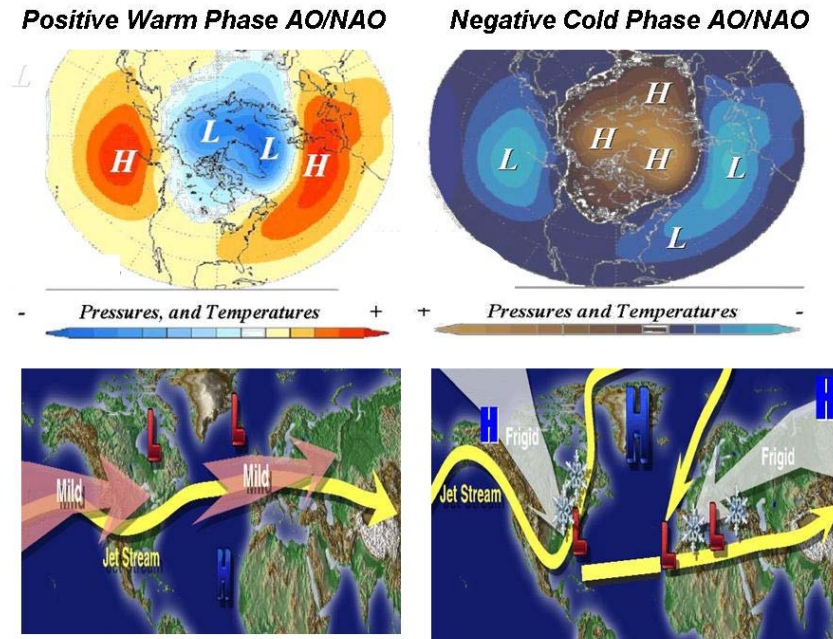 Positive Warm Phase AO/NAO
Negative Cold Phase AO/NAO
L
H
L
L
H
H
H
H
L
L
L
- Pressures, and Temperatures +
+ Pressures and Temperatures -
L
L
Mild
Mild
Jet Stream
H
H
Frigid
H
H
Frigid
Jet Stream
L
L
L